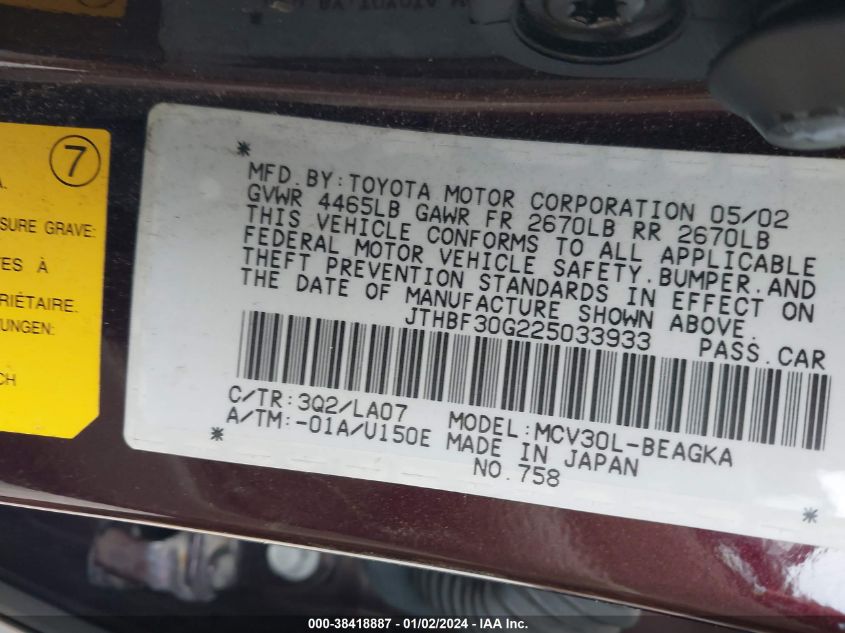 7
SURE GRAVE:
ES À
RIÉTAIRE.
UNGEN:
CH
MFD.BY:TOYOTA MOTOR CORPORATION 05/02
GVWR 4465LB GAWR FR 2670LB RR 2670LB
THIS VEHICLE CONFORMS TO ALL APPLICABLE
FEDERAL MOTOR VEHICLE SAFETY.BUMPER.AND
THEFT PREVENTION STANDARDS IN EFFECT ON
THE DATE OF MANUFACTURE SHOWN ABOVE.
JTHBF30G225033933 PASS.CAR
C/TR:3Q2/LA07
A/TM:-01A/U150E
MODEL:MCV30L-BEAGKA
MADE IN JAPAN
NO.758
000-38418887 - 01/02/2024 - IAA Inc.